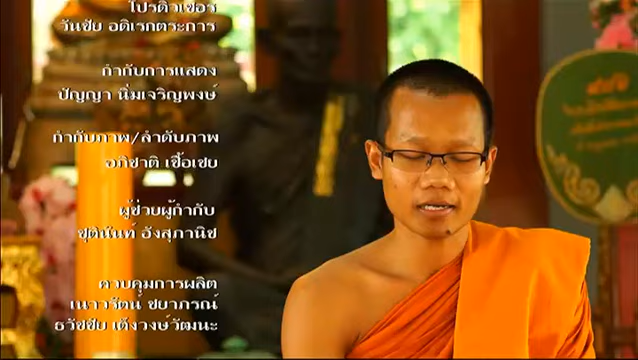 โปรดิวเซอร์
วันชัย อดิเรกตระการ
กำกับการแสดง
ปัญญา นิ่มเจริญพงษ์
กำกับภาพ/ลำดับภาพ
อภิชาติ เชื้อเชย
ผู้ช่วยผู้กำกับ
ชุตินันท์ อังสุภานิช
ควบคุมการผลิต
เนาวรัตน์ ชยาภรณ์
ธวัชชัย เต็งวงษ์วัฒนะ